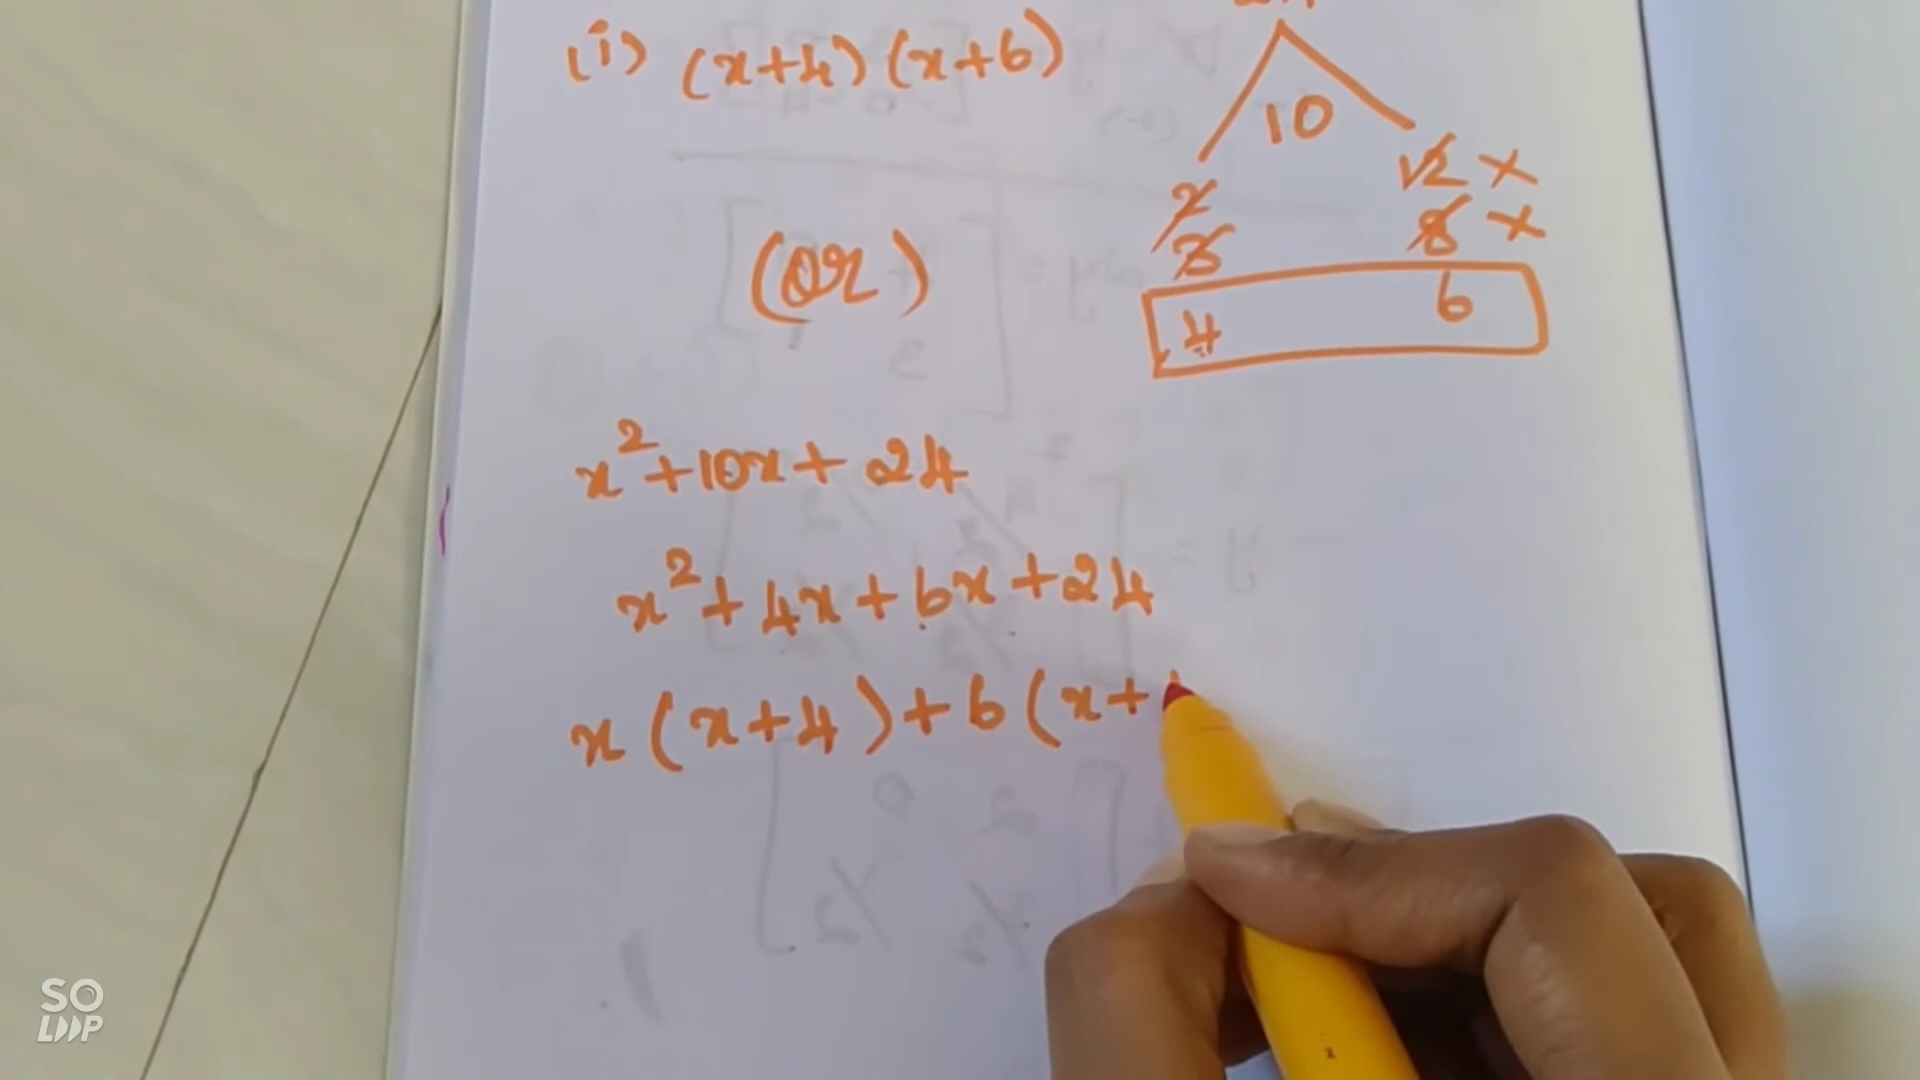 (i) (x+4) (x+6)
10
2 12 x
3 8 x
4 6
(OR)
x²+10x+24
x²+4x+6x+24
x(x+4)+6(x+
SO
LOOP